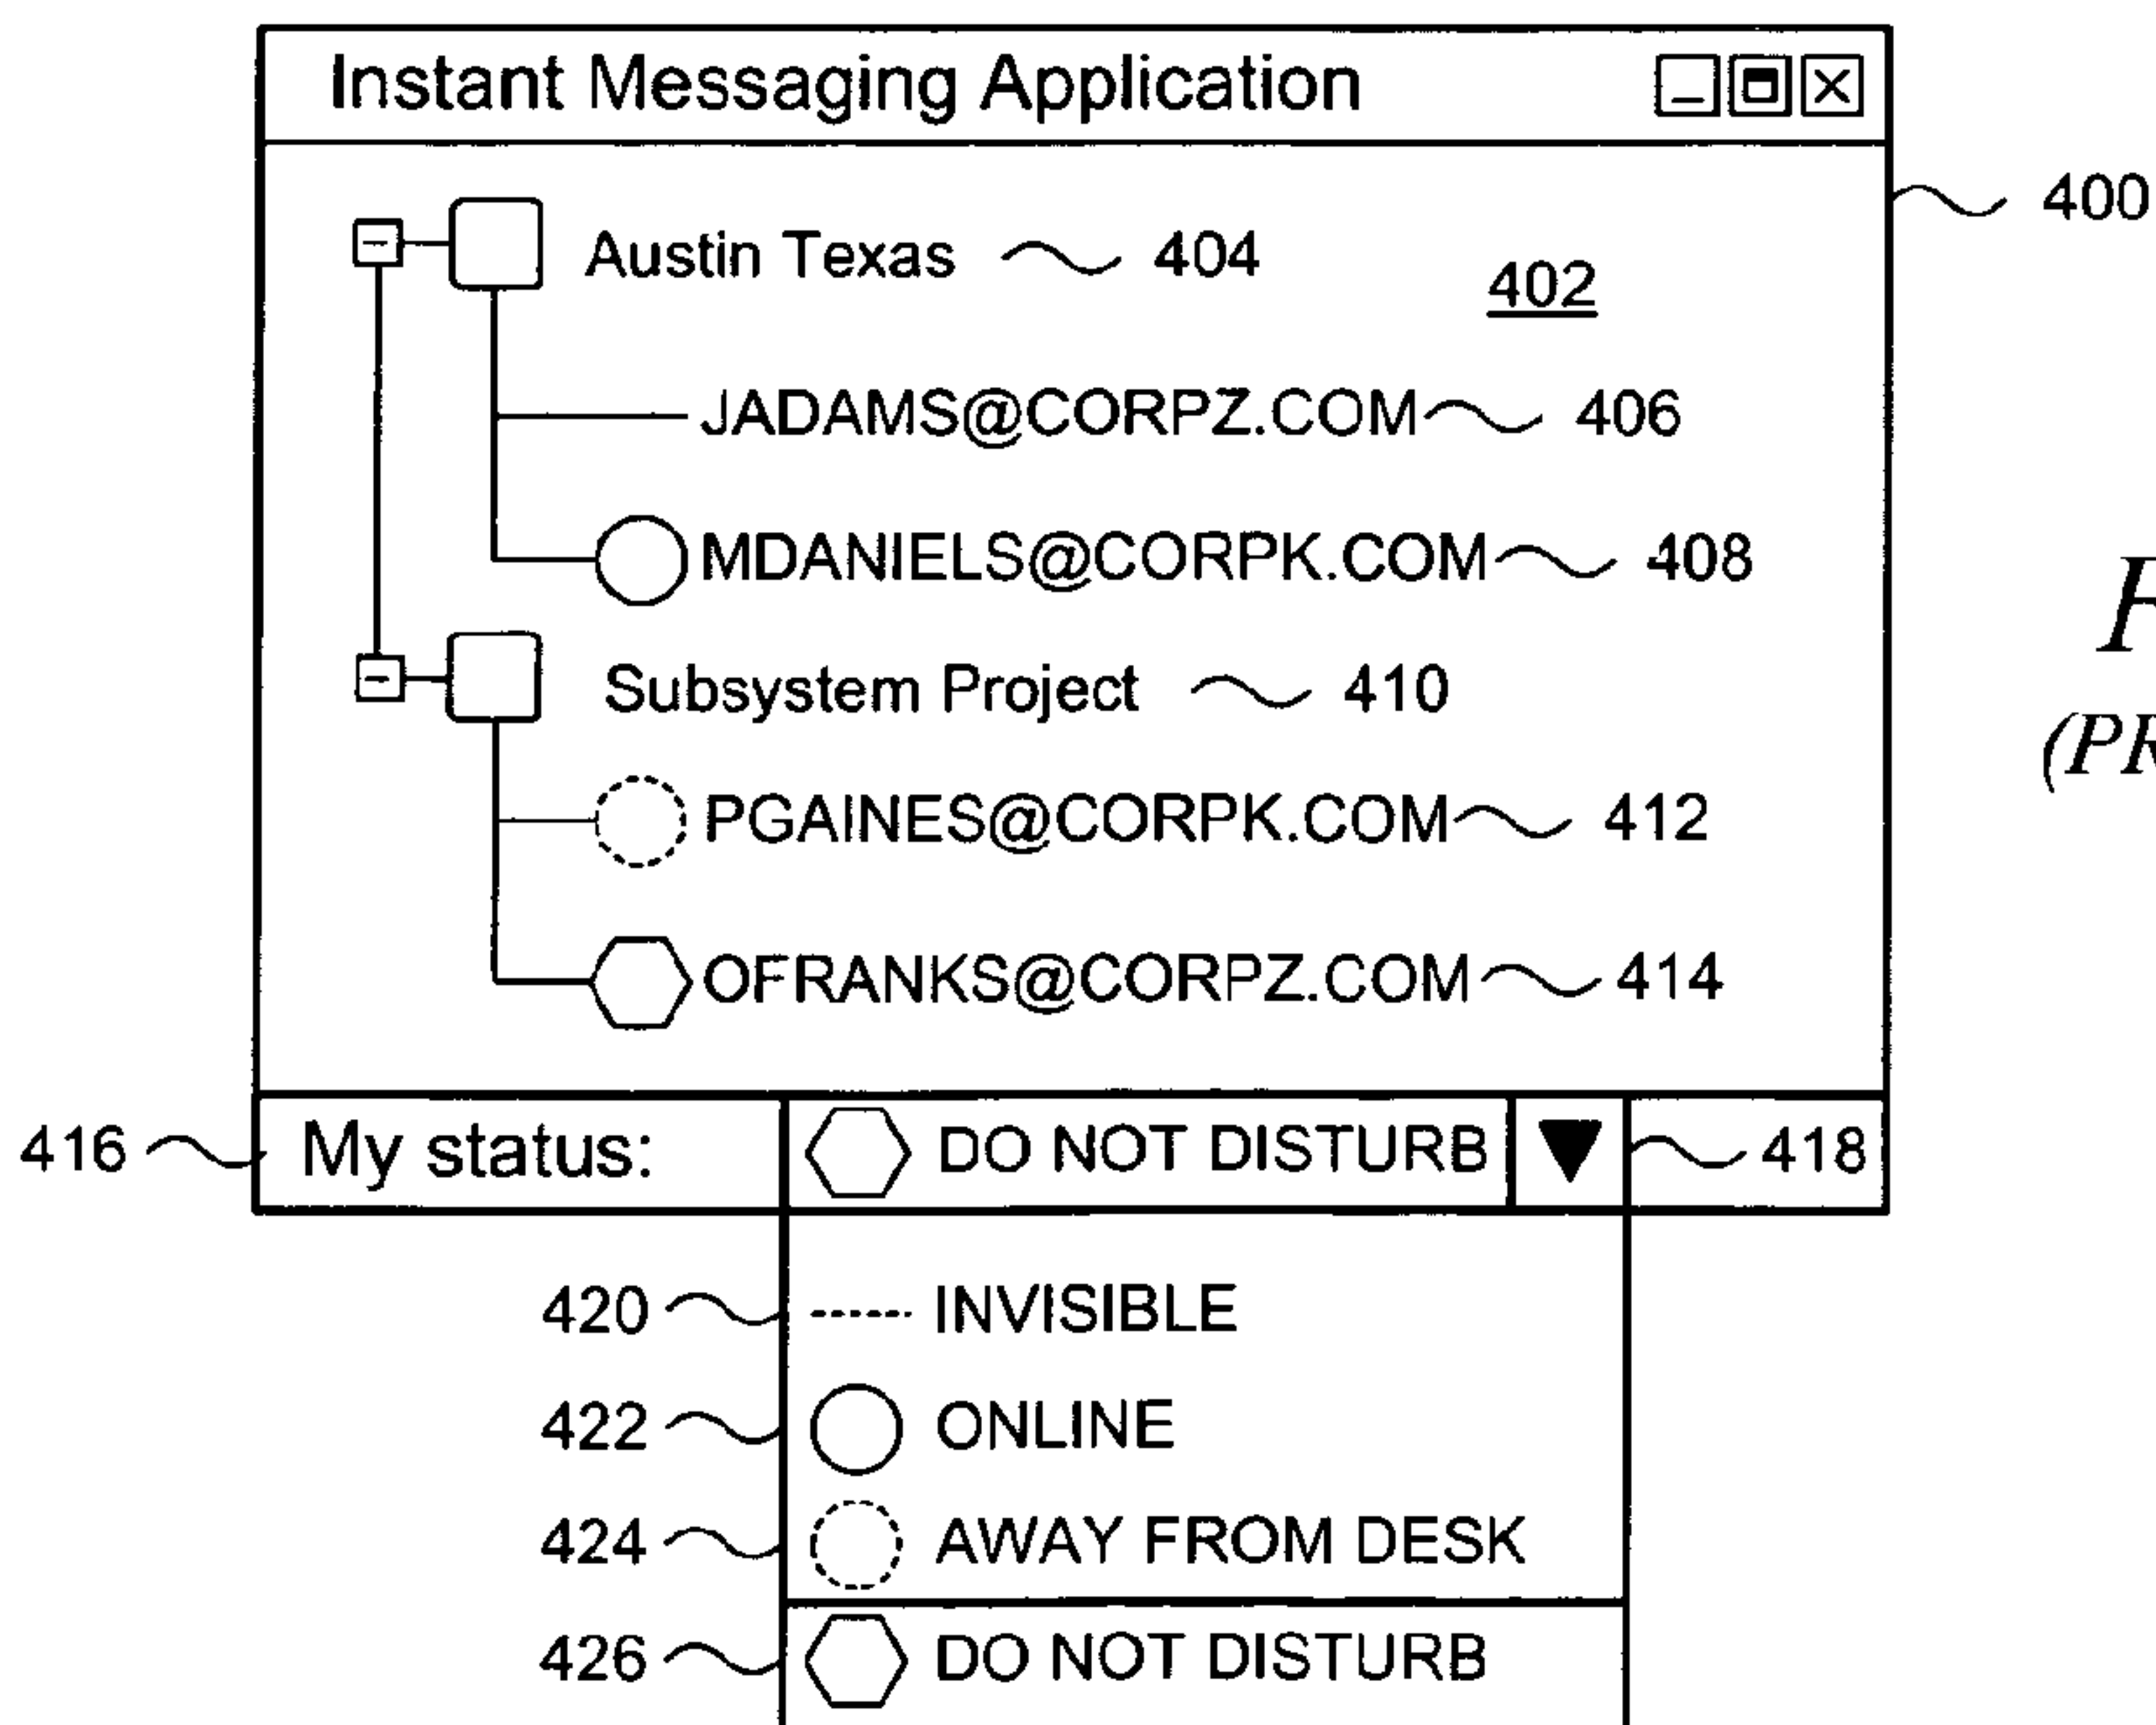 Instant Messaging Application
400
Austin Texas 404
402
JADAMS@CORPZ.COM 406
MDANIELS@CORPK.COM 408
Subsystem Project 410
PGAINES@CORPK.COM 412
OFRANKS@CORPZ.COM 414
416 My status: DO NOT DISTURB 418
420 INVISIBLE
422 ONLINE
424 AWAY FROM DESK
426 DO NOT DISTURB